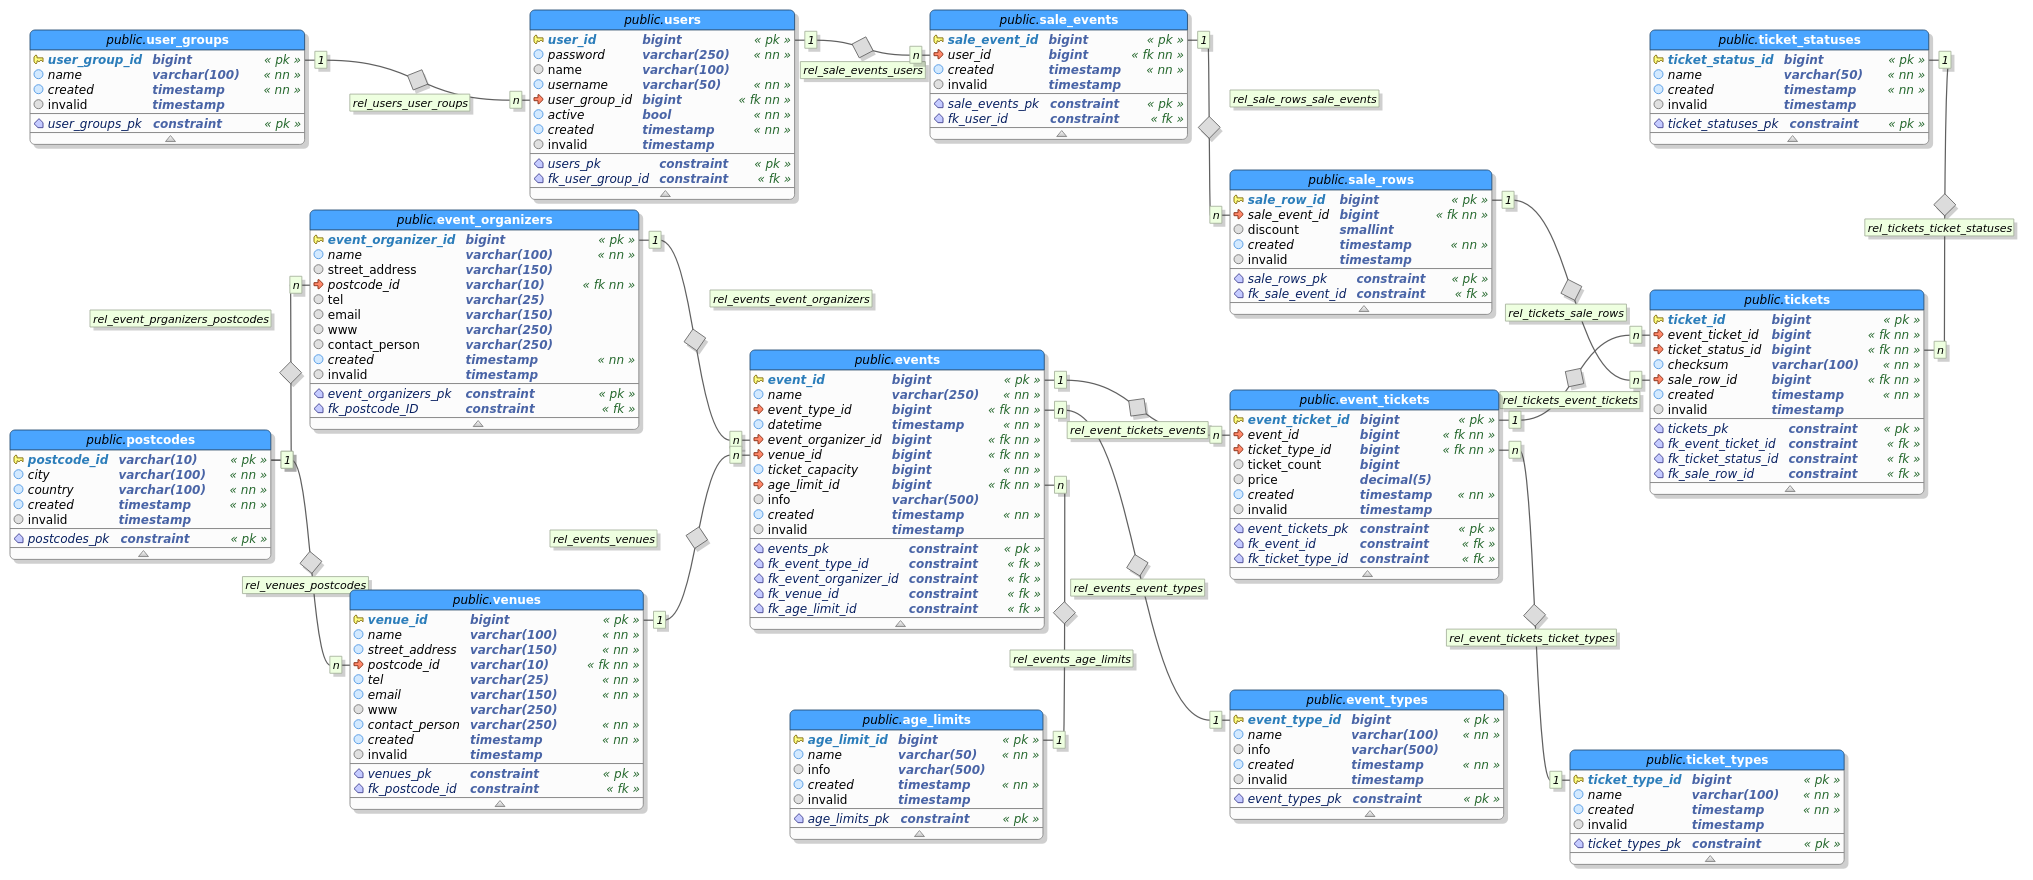 public.user_groups
user_group_id bigint « pk »
name varchar(100) « nn »
created timestamp « nn »
invalid timestamp
user_groups_pk constraint « pk »
1
rel_users_user_roups
n
public.users
user_id bigint « pk »
password varchar(250) « nn »
name varchar(100)
username varchar(50) « nn »
user_group_id bigint « fk nn »
active bool « nn »
created timestamp « nn »
invalid timestamp
users_pk constraint « pk »
fk_user_group_id constraint « fk »
1
rel_sale_events_users
n
public.sale_events
sale_event_id bigint « pk »
user_id bigint « fk nn »
created timestamp « nn »
invalid timestamp
sale_events_pk constraint « pk »
fk_user_id constraint « fk »
1
rel_sale_rows_sale_events
n
public.ticket_statuses
ticket_status_id bigint « pk »
name varchar(50) « nn »
created timestamp « nn »
invalid timestamp
ticket_statuses_pk constraint « pk »
1
rel_tickets_ticket_statuses
n
public.sale_rows
sale_row_id bigint « pk »
sale_event_id bigint « fk nn »
discount smallint
created timestamp « nn »
invalid timestamp
sale_rows_pk constraint « pk »
fk_sale_event_id constraint « fk »
1
rel_tickets_sale_rows
n
public.event_organizers
event_organizer_id bigint « pk »
name varchar(100) « nn »
street_address varchar(150)
postcode_id varchar(10) « fk nn »
tel varchar(25)
email varchar(150)
www varchar(250)
contact_person varchar(250)
created timestamp « nn »
invalid timestamp
event_organizers_pk constraint « pk »
fk_postcode_ID constraint « fk »
1
rel_events_event_organizers
n
n
rel_event_prganizers_postcodes
public.tickets
ticket_id bigint « pk »
event_ticket_id bigint « fk nn »
ticket_status_id bigint « fk nn »
checksum varchar(100) « nn »
sale_row_id bigint « fk nn »
created timestamp « nn »
invalid timestamp
tickets_pk constraint « pk »
fk_event_ticket_id constraint « fk »
fk_ticket_status_id constraint « fk »
fk_sale_row_id constraint « fk »
n
rel_tickets_event_tickets
1
public.events
event_id bigint « pk »
name varchar(250) « nn »
event_type_id bigint « fk nn »
datetime timestamp « nn »
event_organizer_id bigint « fk nn »
venue_id bigint « fk nn »
ticket_capacity bigint « nn »
age_limit_id bigint « fk nn »
info varchar(500)
created timestamp « nn »
invalid timestamp
events_pk constraint « pk »
fk_event_type_id constraint « fk »
fk_event_organizer_id constraint « fk »
fk_venue_id constraint « fk »
fk_age_limit_id constraint « fk »
1
n
rel_event_tickets_events
n
n
public.event_tickets
event_ticket_id bigint « pk »
event_id bigint « fk nn »
ticket_type_id bigint « fk nn »
ticket_count bigint
price decimal(5)
created timestamp « nn »
invalid timestamp
event_tickets_pk constraint « pk »
fk_event_id constraint « fk »
fk_ticket_type_id constraint « fk »
n
public.postcodes
postcode_id varchar(10) « pk »
city varchar(100) « nn »
country varchar(100) « nn »
created timestamp « nn »
invalid timestamp
postcodes_pk constraint « pk »
1
rel_venues_postcodes
n
n
rel_events_venues
public.venues
venue_id bigint « pk »
name varchar(100) « nn »
street_address varchar(150) « nn »
postcode_id varchar(10) « fk nn »
tel varchar(25) « nn »
email varchar(150) « nn »
www varchar(250)
contact_person varchar(250) « nn »
created timestamp « nn »
invalid timestamp
venues_pk constraint « pk »
fk_postcode_id constraint « fk »
1
rel_events_event_types
rel_events_age_limits
rel_event_tickets_ticket_types
public.age_limits
age_limit_id bigint « pk »
name varchar(50) « nn »
info varchar(500)
created timestamp « nn »
invalid timestamp
age_limits_pk constraint « pk »
1
1
public.event_types
event_type_id bigint « pk »
name varchar(100) « nn »
info varchar(500)
created timestamp « nn »
invalid timestamp
event_types_pk constraint « pk »
1
public.ticket_types
ticket_type_id bigint « pk »
name varchar(100) « nn »
created timestamp « nn »
invalid timestamp
ticket_types_pk constraint « pk »